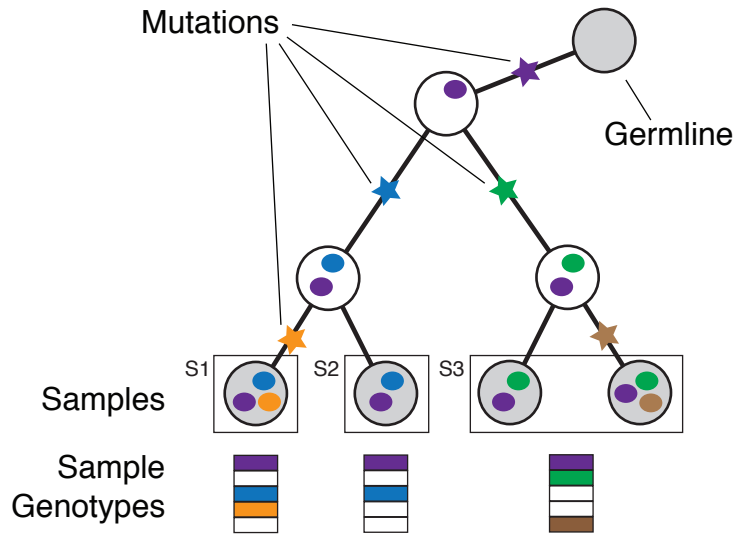 Mutations
Germline
S1
S2
S3
Samples
Sample
Genotypes